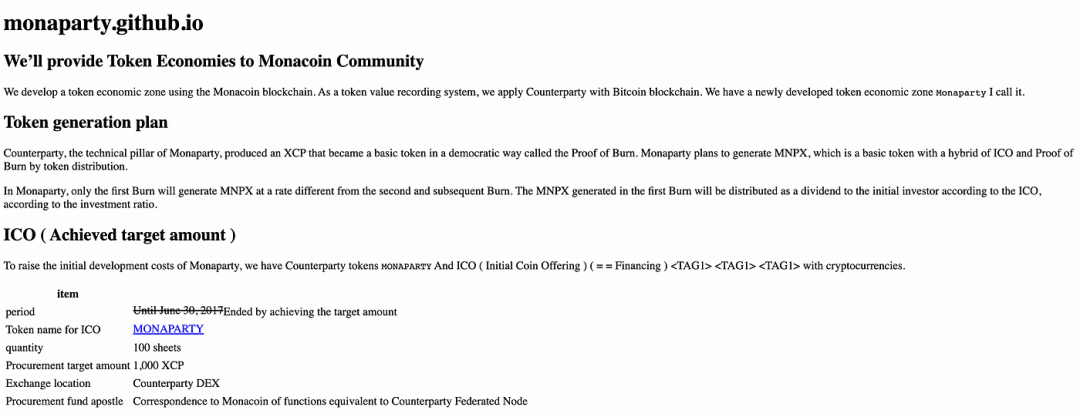 monaparty.github.io
We’ll provide Token Economies to Monacoin Community
We develop a token economic zone using the Monacoin blockchain. As a token value recording system, we apply Counterparty with Bitcoin blockchain. We have a newly developed token economic zone Monaparty I call it.
Token generation plan
Counterparty, the technical pillar of Monaparty, produced an XCP that became a basic token in a democratic way called the Proof of Burn. Monaparty plans to generate MNPX, which is a basic token with a hybrid of ICO and Proof of
Burn by token distribution.
In Monaparty, only the first Burn will generate MNPX at a rate different from the second and subsequent Burn. The MNPX generated in the first Burn will be distributed as a dividend to the initial investor according to the ICO,
according to the investment ratio.
ICO ( Achieved target amount )
To raise the initial development costs of Monaparty, we have Counterparty tokens MONAPARTY And ICO ( Initial Coin Offering ) ( = = Financing ) <TAG1> <TAG1> <TAG1> with cryptocurrencies.
item
period Until June 30, 2017Ended by achieving the target amount
Token name for ICO MONAPARTY
quantity 100 sheets
Procurement target amount 1,000 XCP
Exchange location Counterparty DEX
Procurement fund apostle Correspondence to Monacoin of functions equivalent to Counterparty Federated Node